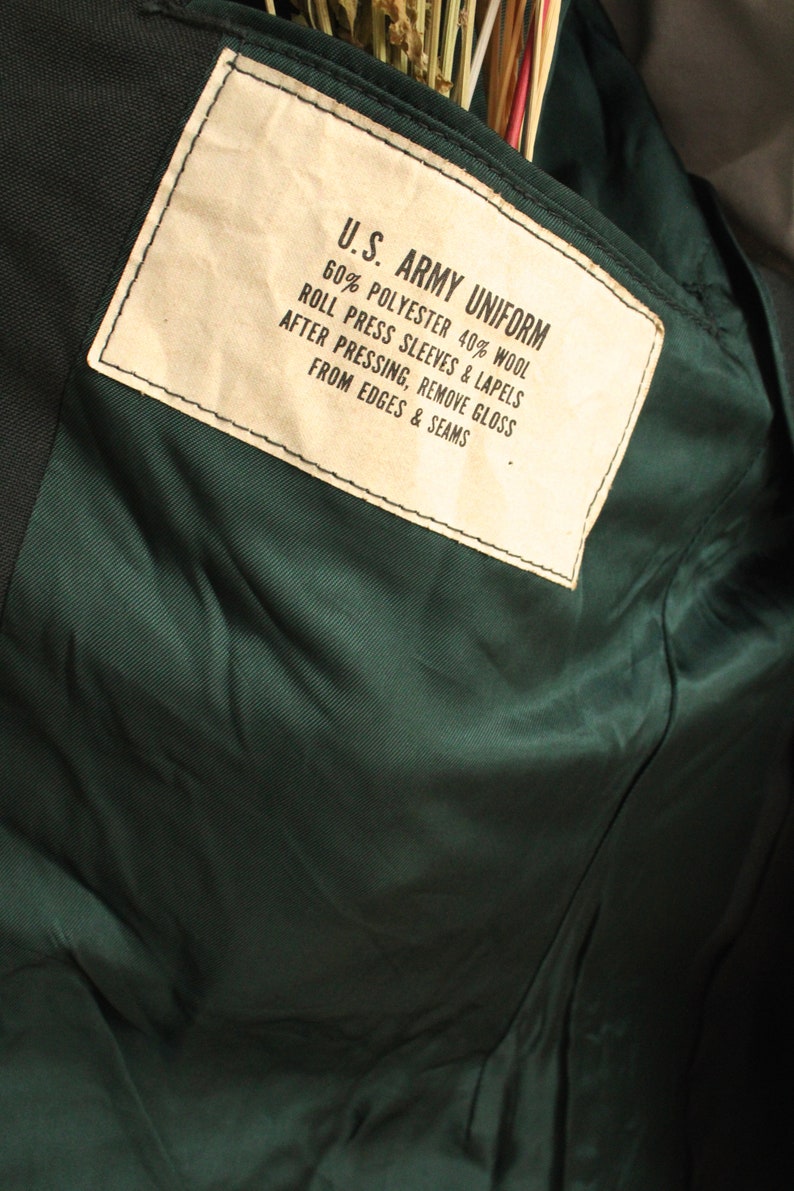 U.S. ARMY UNIFORM
60% POLYESTER 40% WOOL
ROLL PRESS SLEEVES & LAPELS
AFTER PRESSING, REMOVE GLOSS
FROM EDGES & SEAMS